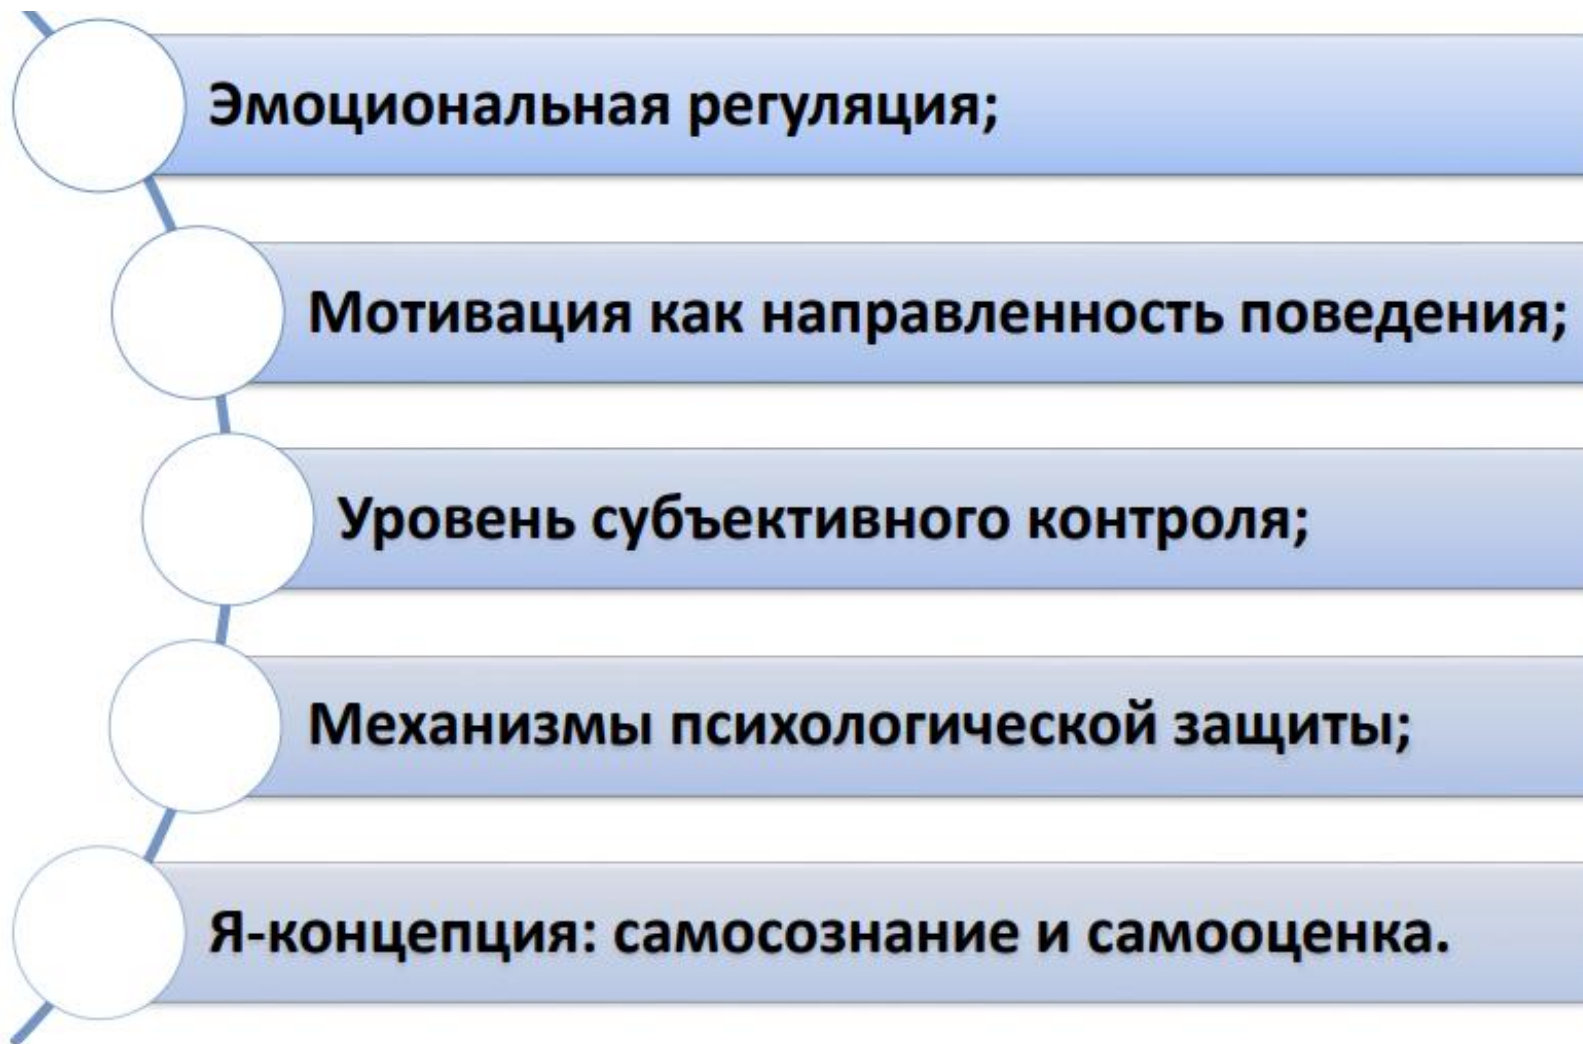 Эмоциональная регуляция;
Мотивация как направленность поведения;
Уровень субъективного контроля;
Механизмы психологической защиты;
Я-концепция: самосознание и самооценка.